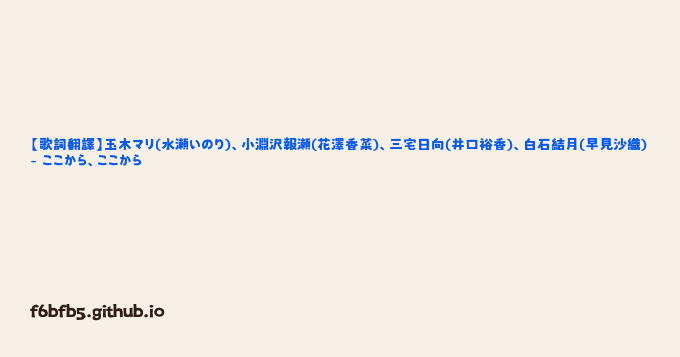 【歌詞翻譯】玉木マリ(水瀬いのり)、小淵沢報瀬(花澤香菜)、三宅日向(井口裕香)、白石結月(早見沙織)
- ここから、ここから
f6bfb5.github.io